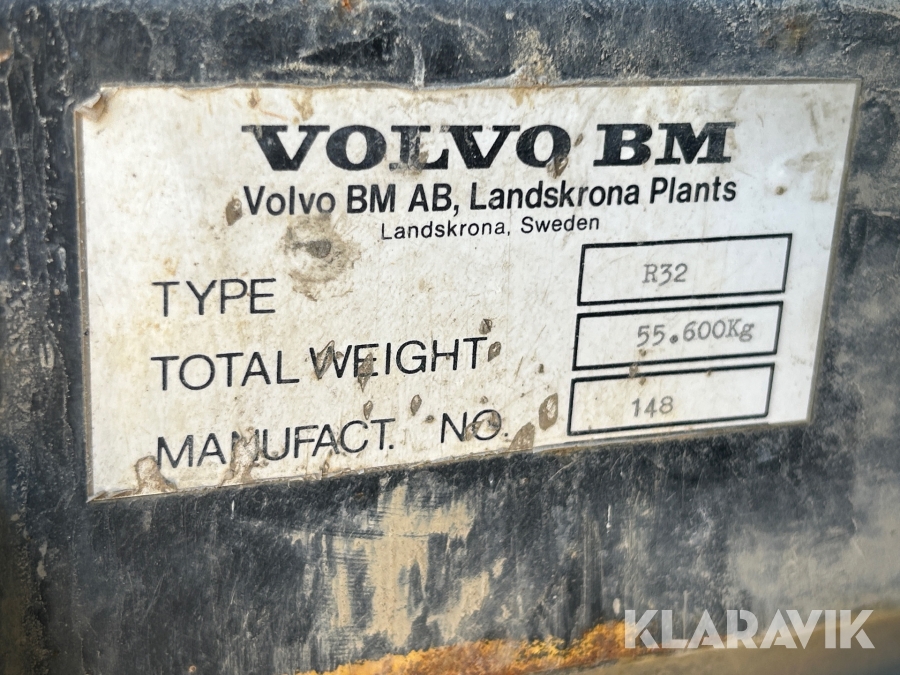 VOLVO BM
Volvo BM AB, Landskrona Plants
Landskrona, Sweden
TYPE R32
TOTAL WEIGHT 55.600Kg
MANUFACT. NO. 148
KLARAVIK